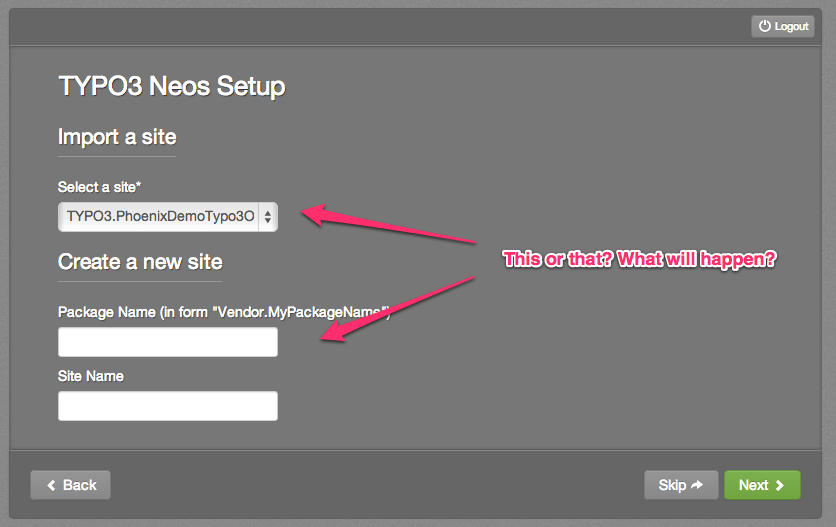 Logout
TYPO3 Neos Setup
Import a site
Select a site*
TYPO3.PhoenixDemoTypo3O
This or that? What will happen?
Create a new site
Package Name (in form "Vendor.MyPackageName")
Site Name
Back
Skip
Next